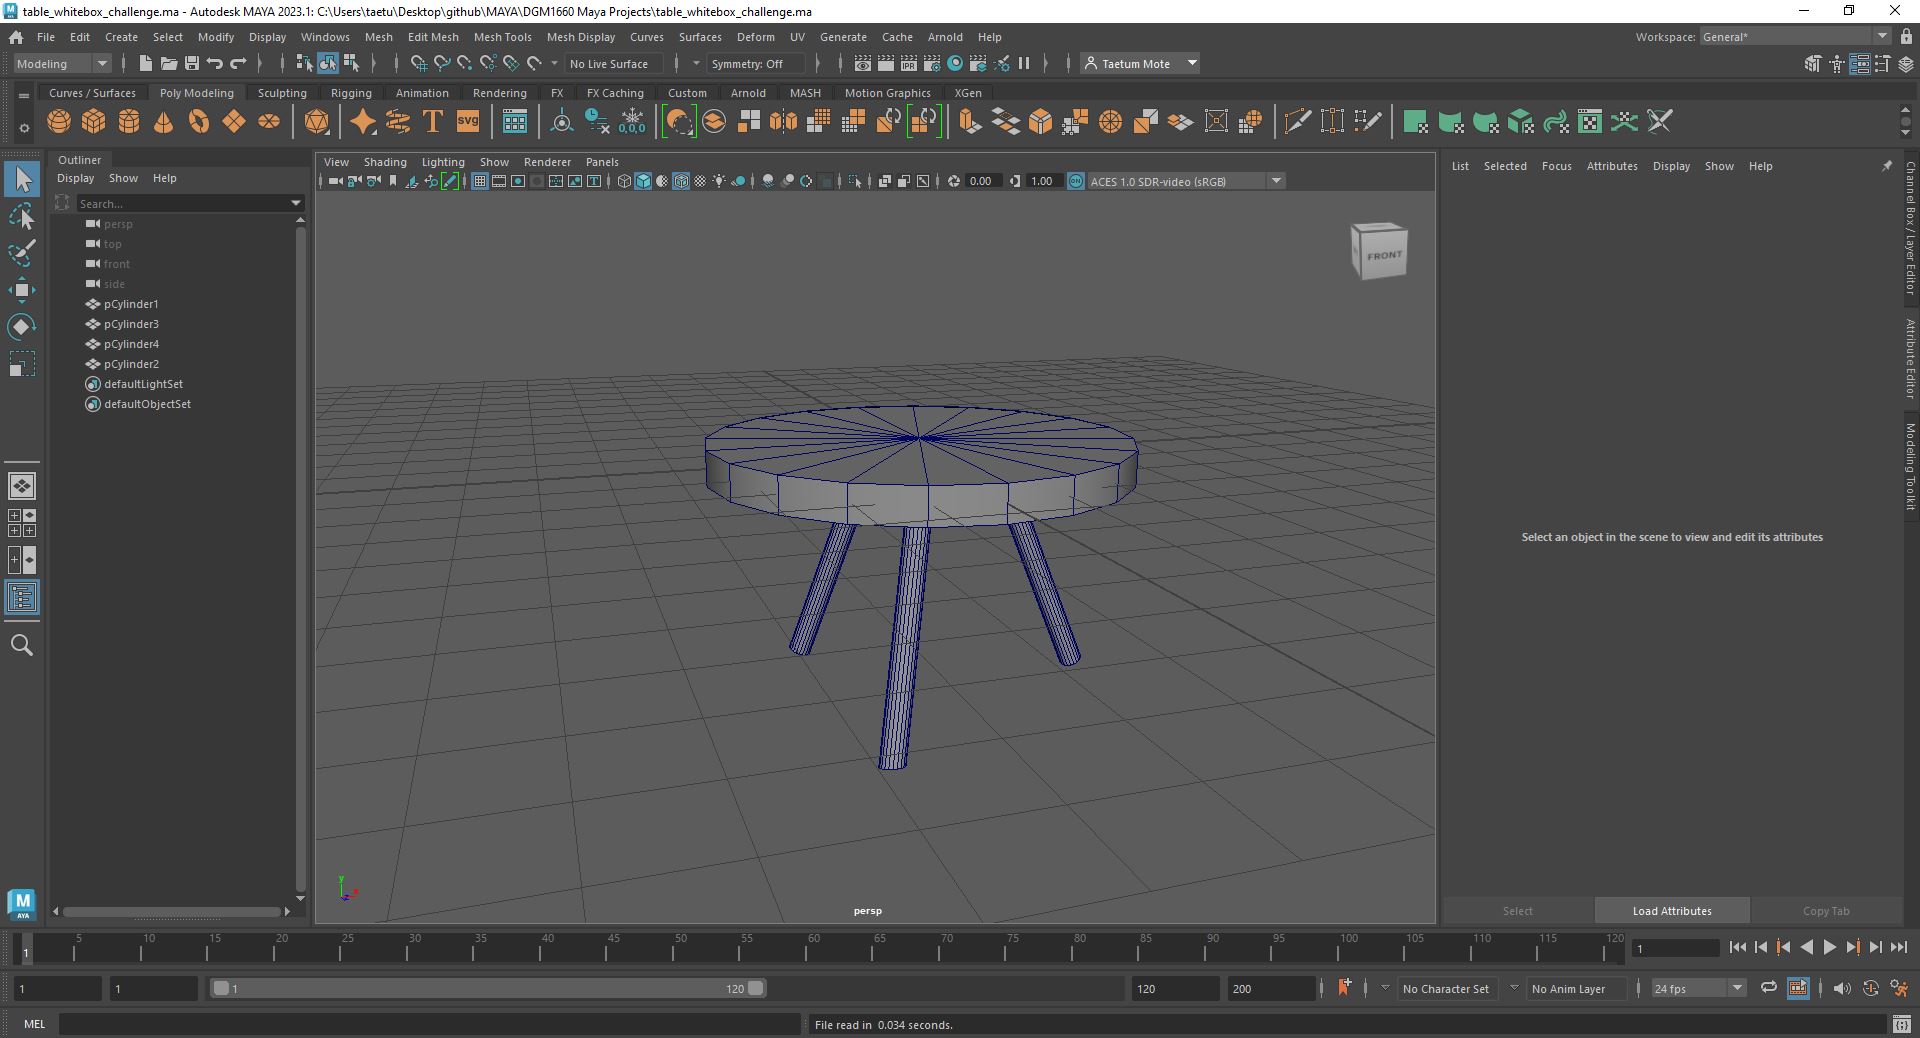 table_whitebox_challenge.ma - Autodesk MAYA 2023.1: C:\Users\taetu\Desktop\github\MAYA\DGM1660 Maya Projects\table_whitebox_challenge.ma
File Edit Create Select Modify Display Windows Mesh Edit Mesh Mesh Tools Mesh Display Curves Surfaces Deform UV Generate Cache Arnold Help
Workspace: General*
Modeling
No Live Surface
Symmetry: Off
IPR
Taetum Mote
Curves / Surfaces Poly Modeling Sculpting Rigging Animation Rendering FX FX Caching Custom Arnold MASH Motion Graphics XGen
T svg 0,0,0
Outliner
Display Show Help
Search...
persp
top
front
side
pCylinder1
pCylinder3
pCylinder4
pCylinder2
defaultLightSet
defaultObjectSet
View Shading Lighting Show Renderer Panels
0.00 1.00 ON ACES 1.0 SDR-video (sRGB)
FRONT
y
persp
List Selected Focus Attributes Display Show Help
Select an object in the scene to view and edit its attributes
Select Load Attributes Copy Tab
Channel Box / Layer Editor
Attribute Editor
Modeling Toolkit
M
AYA
1 5 10 15 20 25 30 35 40 45 50 55 60 65 70 75 80 85 90 95 100 105 110 115 120
1
1 1 1 120 120 200 No Character Set No Anim Layer 24 fps
MEL
File read in 0.034 seconds.